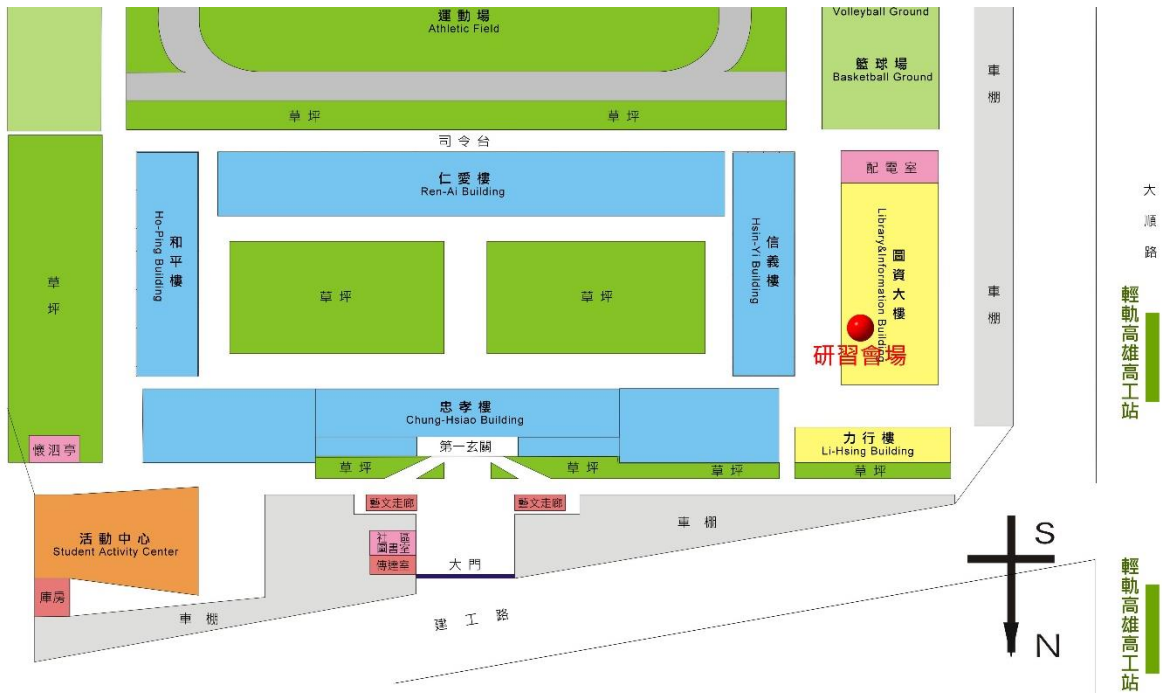 運動場
Athletic Field
Volleyball Ground
籃球場
Basketball Ground
車棚
草坪
草坪
司令台
仁愛樓
Ren-Ai Building
配電室
和平樓
Ho-Ping Building
信義樓
Hsin-Yi Building
圖資大樓
Library&Information Building
大順路
草坪
草坪
草坪
車棚
輕軌高雄高工站
研習會場
忠孝樓
Chung-Hsiao Building
第一玄關
力行樓
Li-Hsing Building
懷泗亭
草坪
草坪
草坪
草坪
藝文走廊
藝文走廊
活動中心
Student Activity Center
社區
圖書室
傳達室
大門
車棚
庫房
車棚
建工路
S
N
輕軌高雄高工站